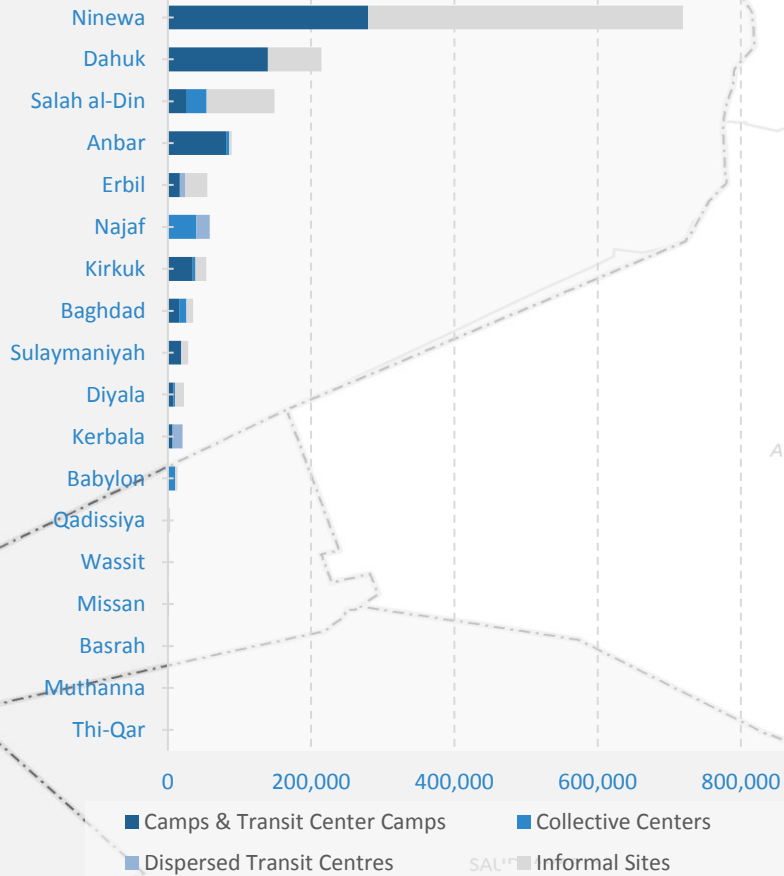 Ninewa
Dahuk
Salah al-Din
Anbar
Erbil
Najaf
Kirkuk
Baghdad
Sulaymaniyah
Diyala
Kerbala
Babylon
Qadissiya
Wassit
Missan
Basrah
Muthanna
Thi-Qar
0 200,000 400,000 600,000 800,000
Camps & Transit Center Camps Collective Centers
Dispersed Transit Centres Informal Sites